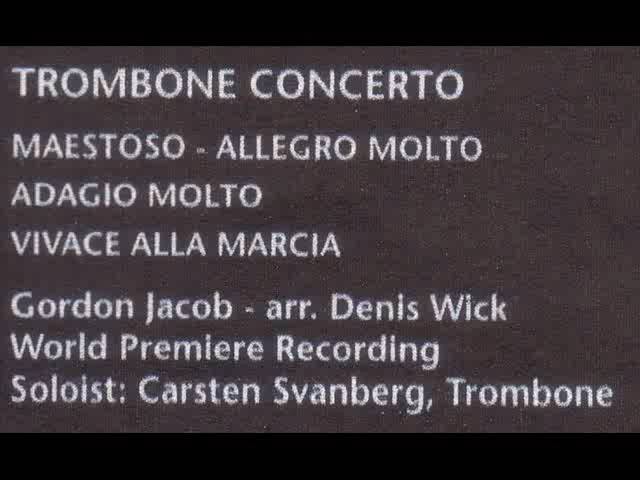 TROMBONE CONCERTO
MAESTOSO - ALLEGRO MOLTO
ADAGIO MOLTO
VIVACE ALLA MARCIA
Gordon Jacob - arr. Denis Wick
World Premiere Recording
Soloist: Carsten Svanberg, Trombone